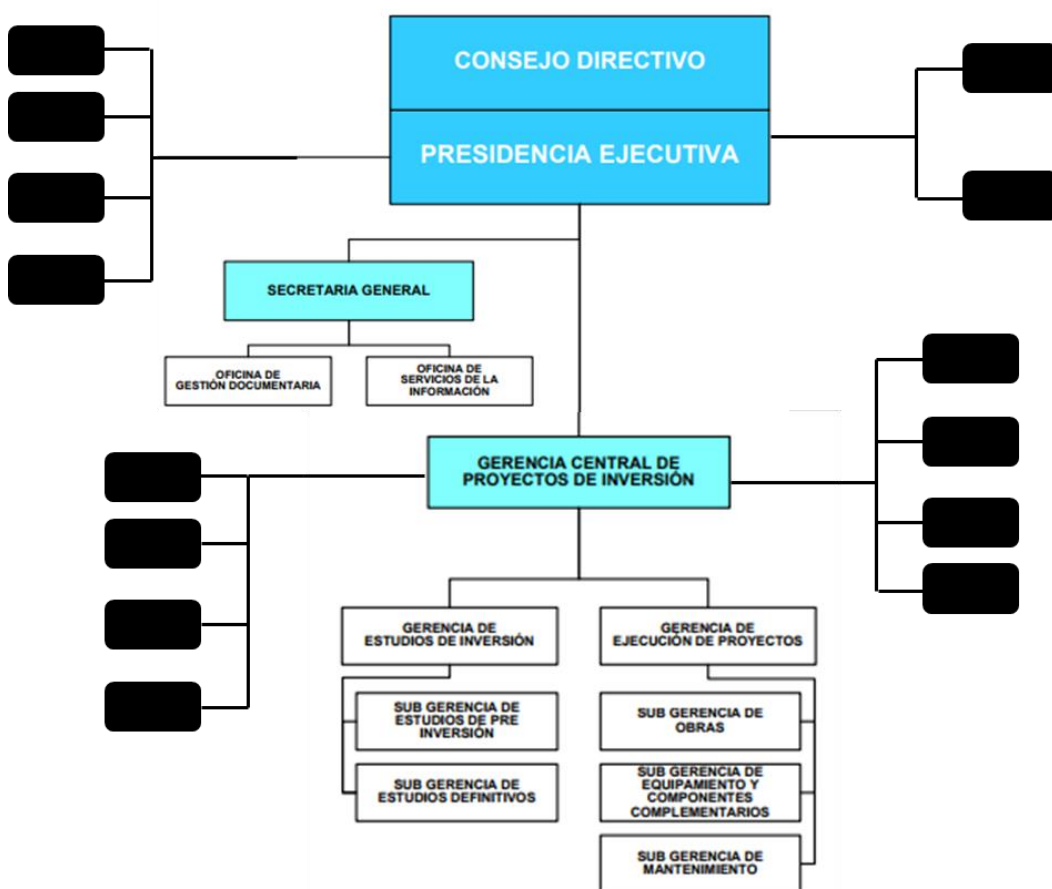 CONSEJO DIRECTIVO
PRESIDENCIA EJECUTIVA
SECRETARIA GENERAL
OFICINA DE
GESTIÓN DOCUMENTARIA
OFICINA DE
SERVICIOS DE LA
INFORMACIÓN
GERENCIA CENTRAL DE
PROYECTOS DE INVERSIÓN
GERENCIA DE
ESTUDIOS DE INVERSIÓN
SUB GERENCIA DE
ESTUDIOS DE PRE
INVERSIÓN
SUB GERENCIA DE
ESTUDIOS DEFINITIVOS
GERENCIA DE
EJECUCIÓN DE PROYECTOS
SUB GERENCIA DE
OBRAS
SUB GERENCIA DE
EQUIPAMIENTO Y
COMPONENTES
COMPLEMENTARIOS
SUB GERENCIA DE
MANTENIMIENTO